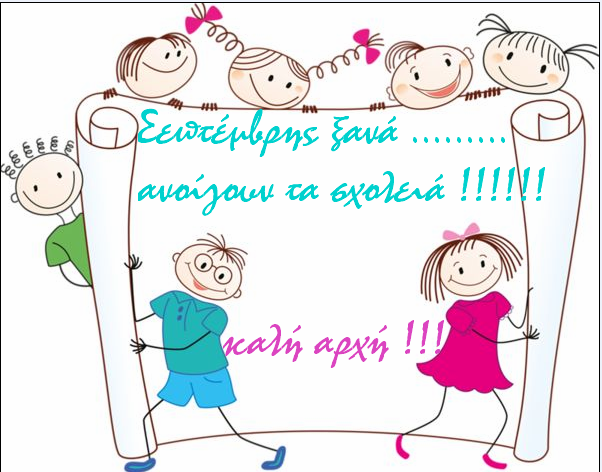 Σεπτέμβρης ξανά .........
ανοίγουν τα σχολειά !!!!!!
καλή αρχή !!!